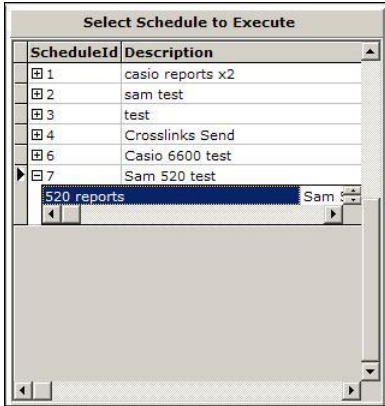 Select Schedule to Execute
ScheduleId Description
1 casio reports x2
2 sam test
3 test
4 Crosslinks Send
6 Casio 6600 test
7 Sam 520 test
520 reports Sam